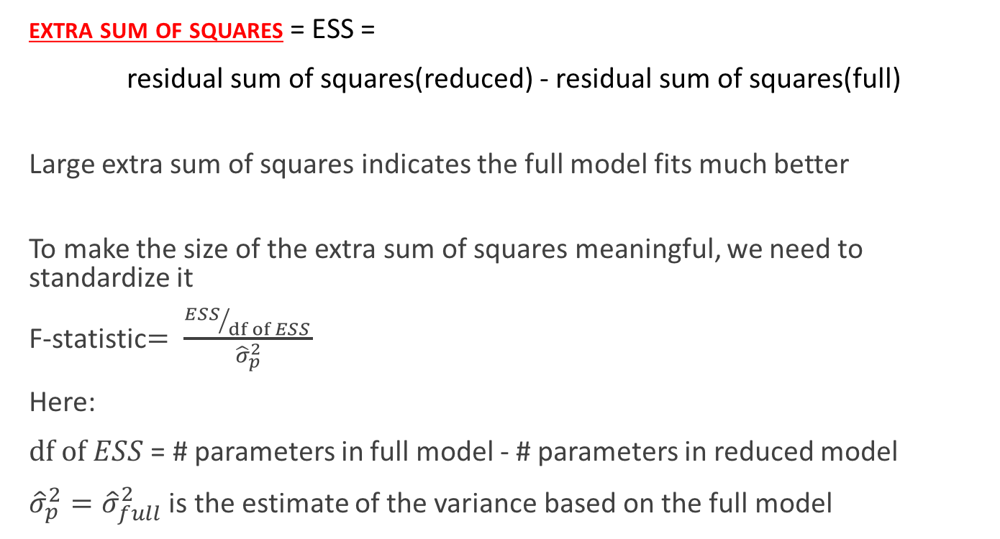 EXTRA SUM OF SQUARES = ESS =
residual sum of squares(reduced) - residual sum of squares(full)
Large extra sum of squares indicates the full model fits much better
To make the size of the extra sum of squares meaningful, we need to
standardize it
F-statistic= $\frac{ESS/\text{df of } ESS}{\hat{\sigma}_p^2}$
Here:
df of ESS = # parameters in full model - # parameters in reduced model
$\hat{\sigma}_p^2 = \hat{\sigma}_{full}^2$ is the estimate of the variance based on the full model